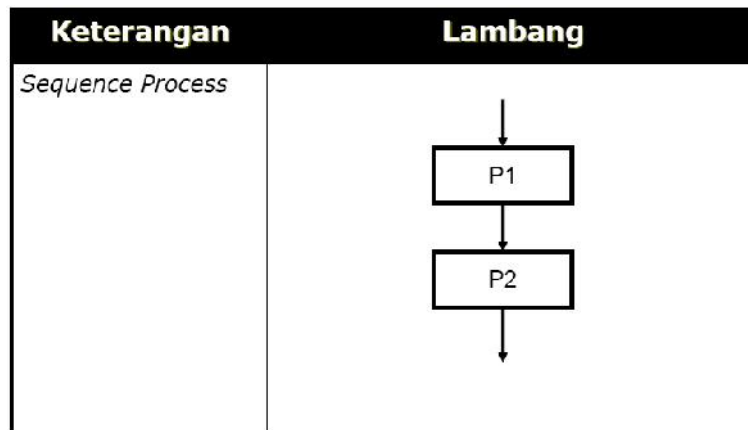 Keterangan
Lambang
Sequence Process
P1
P2